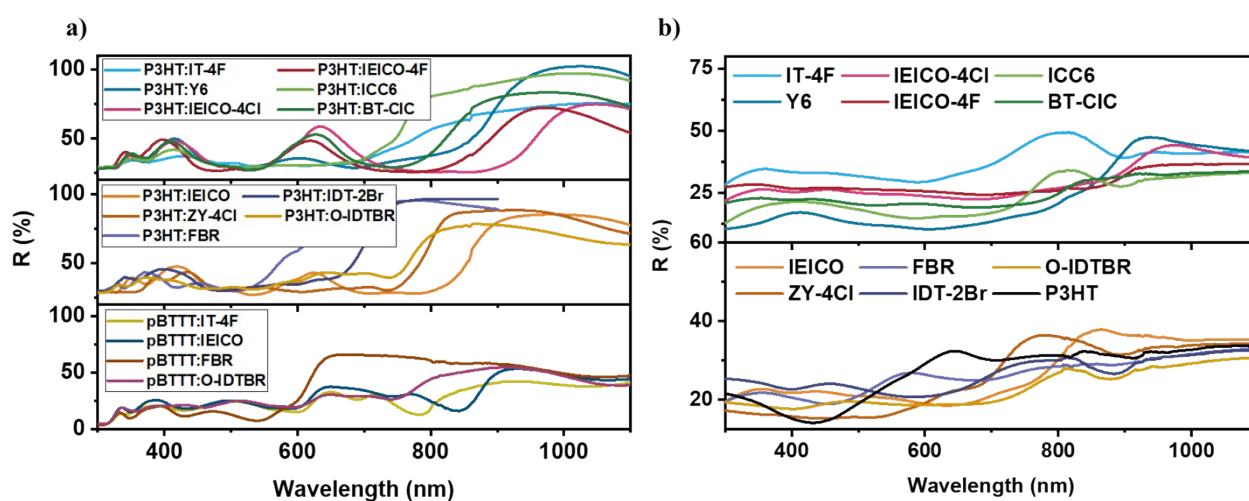 a)
100
50
P3HT:IT-4F P3HT:IEICO-4F
P3HT:Y6 P3HT:ICC6
P3HT:IEICO-4Cl P3HT:BT-CIC
100
50
P3HT:IEICO P3HT:IDT-2Br
P3HT:ZY-4Cl P3HT:O-IDTBR
P3HT:FBR
R (%)
100
50
0
pBTTT:IT-4F
pBTTT:IEICO
pBTTT:FBR
pBTTT:O-IDTBR
400 600 800 1000
Wavelength (nm)
b)
75
50
25
IT-4F IEICO-4Cl ICC6
Y6 IEICO-4F BT-CIC
R (%)
60
40
20
IEICO FBR O-IDTBR
ZY-4Cl IDT-2Br P3HT
400 600 800 1000
Wavelength (nm)